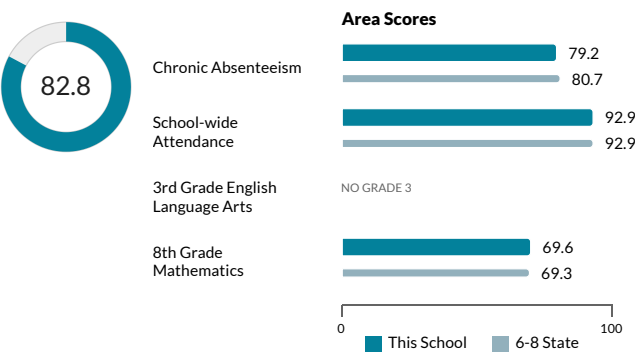 Area Scores
82.8
Chronic Absenteeism
79.2
80.7
School-wide
Attendance
92.9
92.9
3rd Grade English
Language Arts
NO GRADE 3
8th Grade
Mathematics
69.6
69.3
0 100
This School 6-8 State